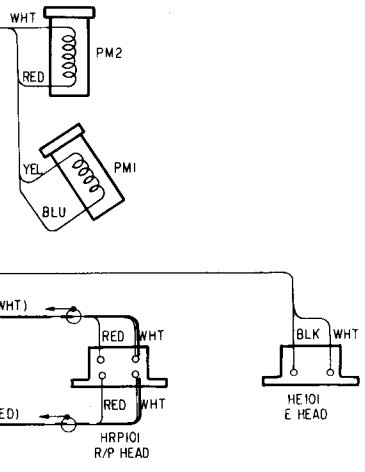 WHT
PM2
RED
PM1
YEL
BLU
WHT)
RED WHT
BLK WHT
RED WHT
ED)
HE101
E HEAD
HRP101
R/P HEAD